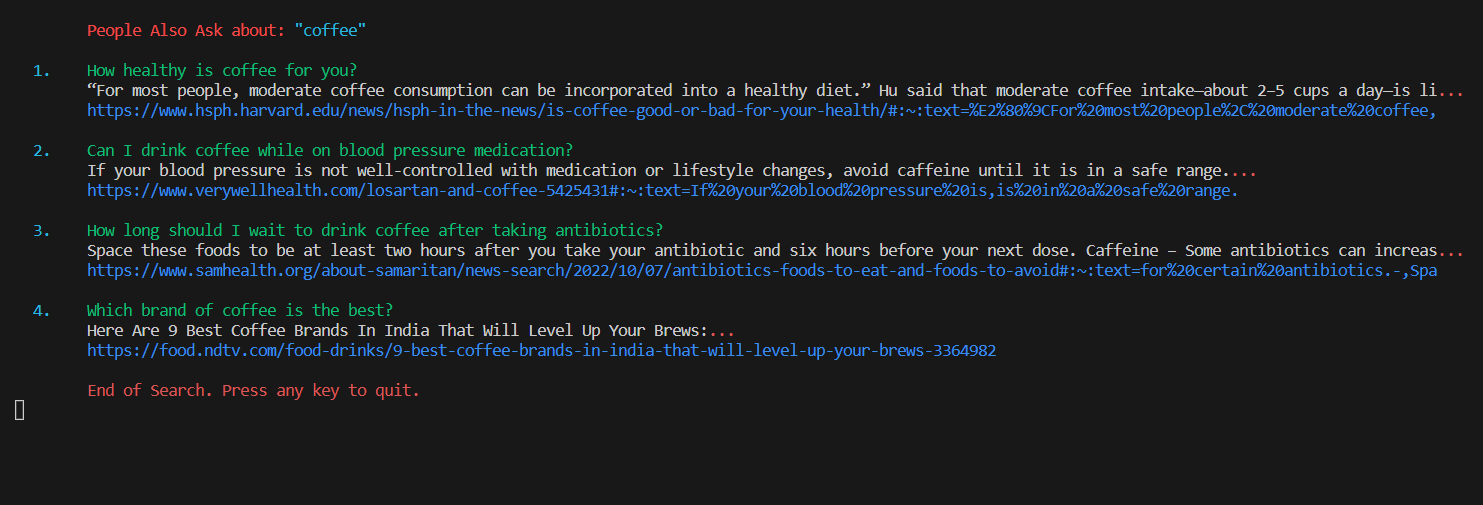 People Also Ask about: "coffee"
1. How healthy is coffee for you?
“For most people, moderate coffee consumption can be incorporated into a healthy diet.” Hu said that moderate coffee intake—about 2–5 cups a day—is li...
https://www.hsph.harvard.edu/news/hsph-in-the-news/is-coffee-good-or-bad-for-your-health/#:~:text=%E2%80%9CFor%20most%20people%2C%20moderate%20coffee,
2. Can I drink coffee while on blood pressure medication?
If your blood pressure is not well-controlled with medication or lifestyle changes, avoid caffeine until it is in a safe range....
https://www.verywellhealth.com/losartan-and-coffee-5425431#:~:text=If%20your%20blood%20pressure%20is,is%20in%20a%20safe%20range.
3. How long should I wait to drink coffee after taking antibiotics?
Space these foods to be at least two hours after you take your antibiotic and six hours before your next dose. Caffeine – Some antibiotics can increas...
https://www.samhealth.org/about-samaritan/news-search/2022/10/07/antibiotics-foods-to-eat-and-foods-to-avoid#:~:text=for%20certain%20antibiotics.-,Spa
4. Which brand of coffee is the best?
Here Are 9 Best Coffee Brands In India That Will Level Up Your Brews:...
https://food.ndtv.com/food-drinks/9-best-coffee-brands-in-india-that-will-level-up-your-brews-3364982
End of Search. Press any key to quit.